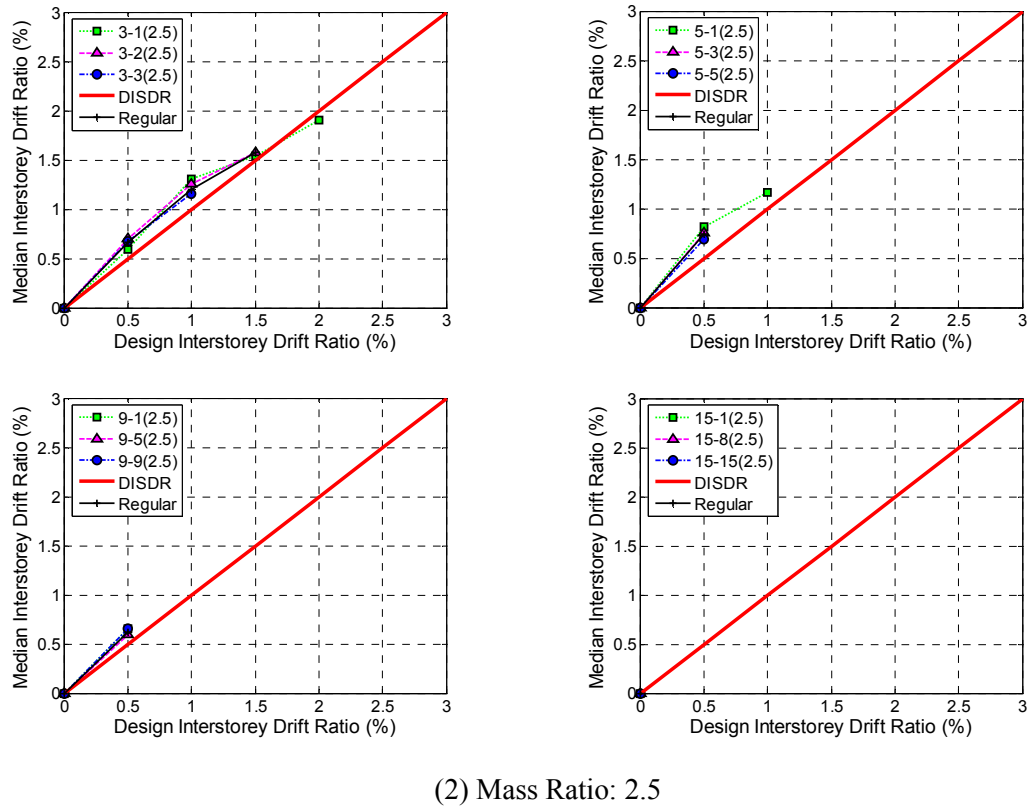 3-1(2.5)
3-2(2.5)
3-3(2.5)
DISDR
Regular
Median Interstorey Drift Ratio (%)
3
2.5
2
1.5
1
0.5
0
0 0.5 1 1.5 2 2.5 3
Design Interstorey Drift Ratio (%)
5-1(2.5)
5-3(2.5)
5-5(2.5)
DISDR
Regular
Median Interstorey Drift Ratio (%)
3
2.5
2
1.5
1
0.5
0
0 0.5 1 1.5 2 2.5 3
Design Interstorey Drift Ratio (%)
9-1(2.5)
9-5(2.5)
9-9(2.5)
DISDR
Regular
Median Interstorey Drift Ratio (%)
3
2.5
2
1.5
1
0.5
0
0 0.5 1 1.5 2 2.5 3
Design Interstorey Drift Ratio (%)
15-1(2.5)
15-8(2.5)
15-15(2.5)
DISDR
Regular
Median Interstorey Drift Ratio (%)
3
2.5
2
1.5
1
0.5
0
0 0.5 1 1.5 2 2.5 3
Design Interstorey Drift Ratio (%)
(2) Mass Ratio: 2.5